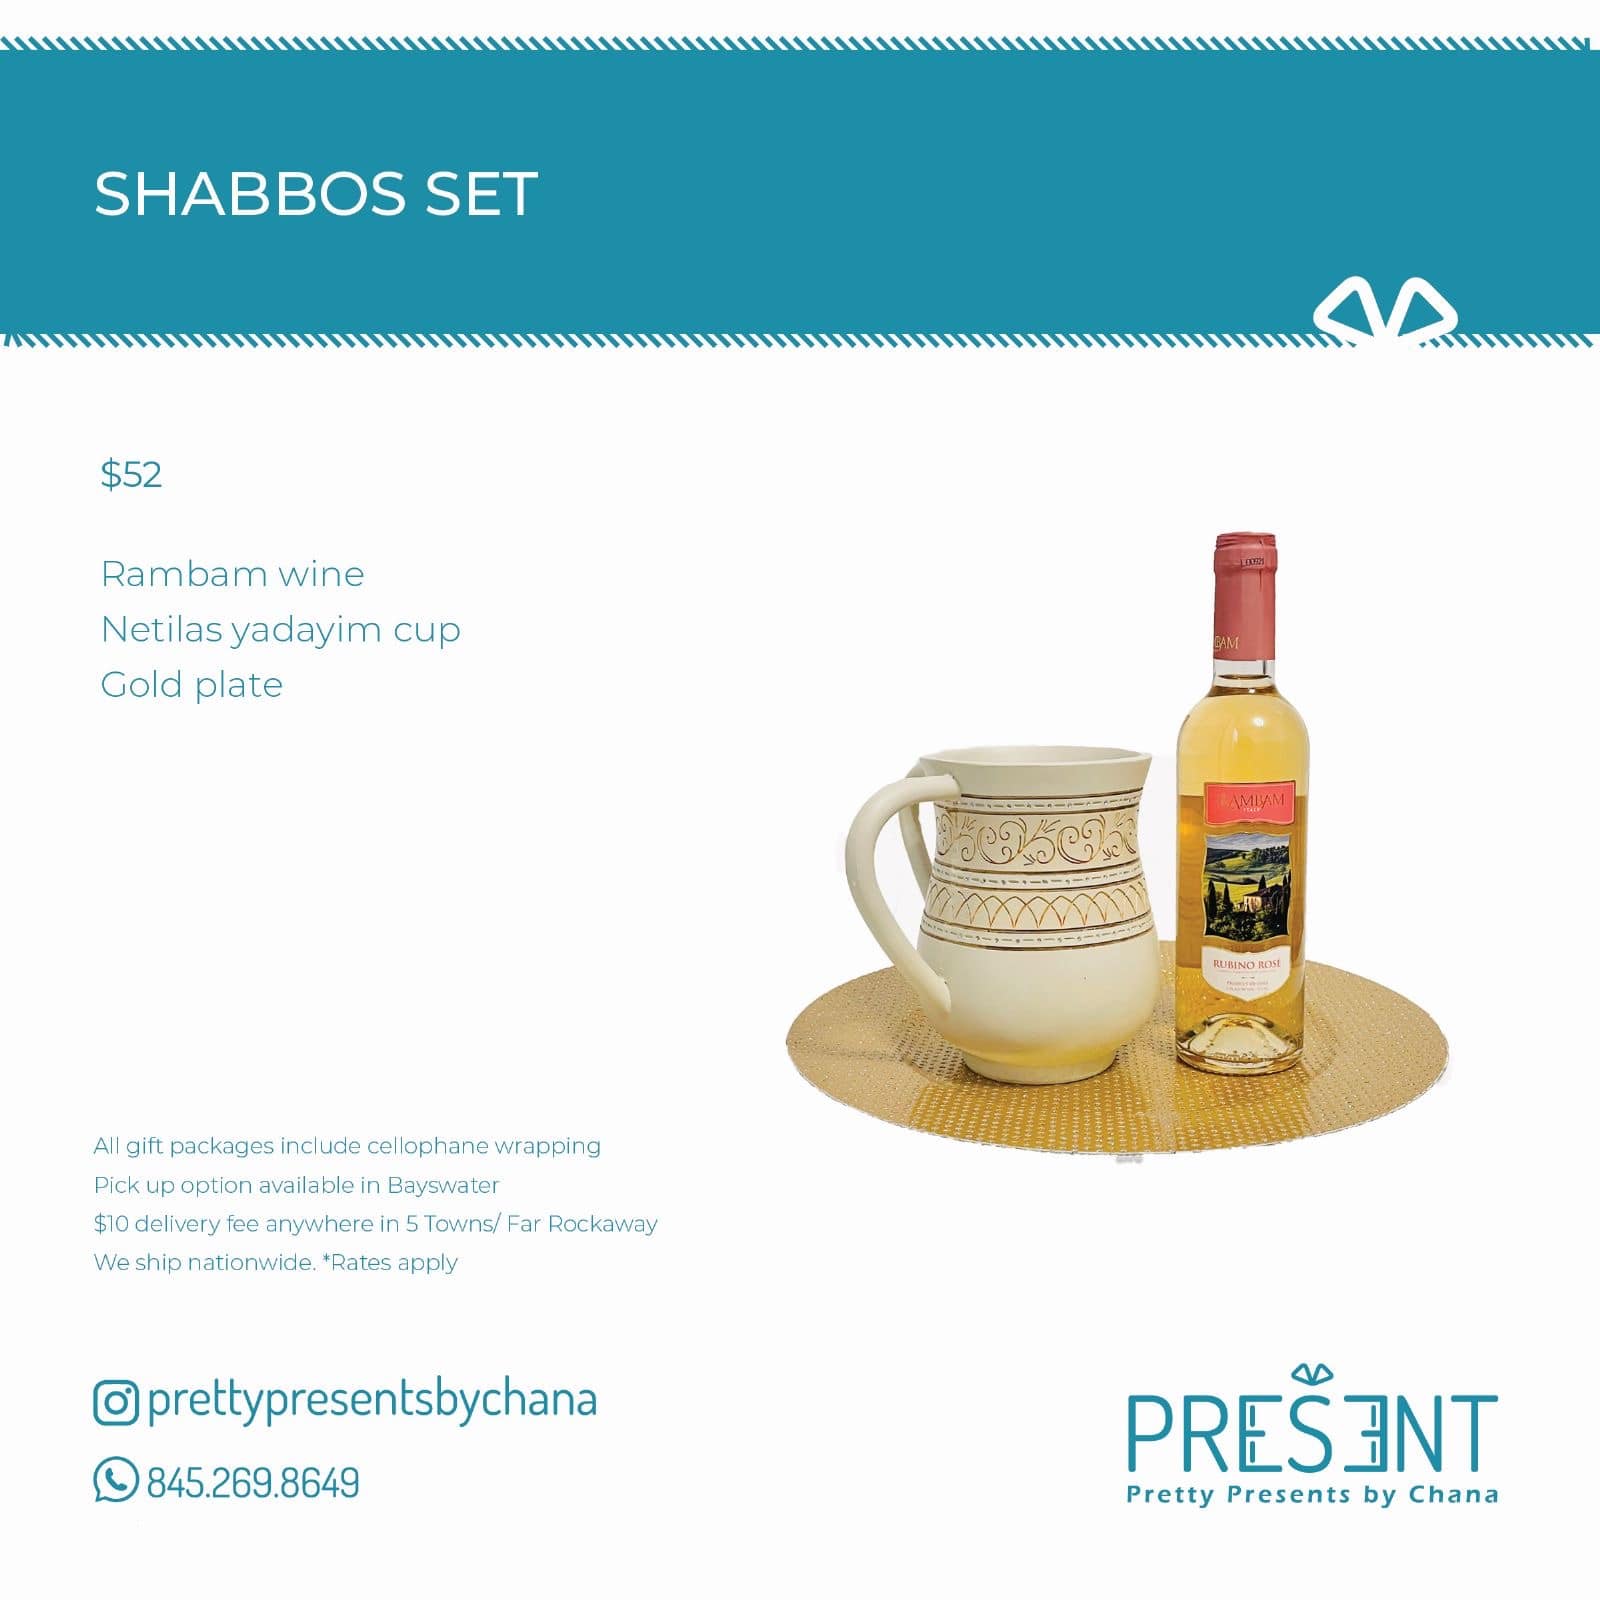 SHABBOS SET
$52
Rambam wine
Netilas yadayim cup
Gold plate
RAMBAM
RUBINO ROSE
All gift packages include cellophane wrapping
Pick up option available in Bayswater
$10 delivery fee anywhere in 5 Towns/ Far Rockaway
We ship nationwide. *Rates apply
prettypresentsbychana
845.269.8649
PRESENT
Pretty Presents by Chana